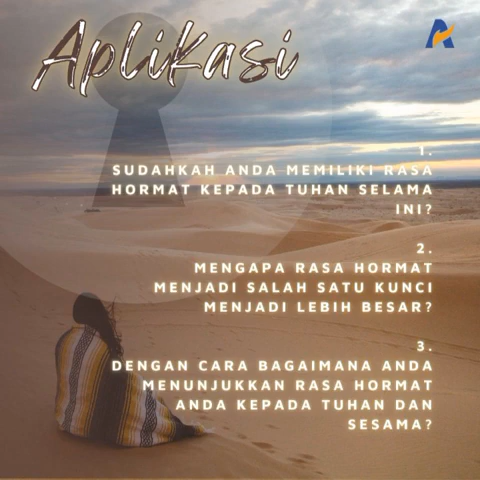 Aplikasi
1.
SUDAHKAH ANDA MEMILIKI RASA
HORMAT KEPADA TUHAN SELAMA
INI?
2.
MENGAPA RASA HORMAT
MENJADI SALAH SATU KUNCI
MENJADI LEBIH BESAR?
3.
DENGAN CARA BAGAIMANA ANDA
MENUNJUKKAN RASA HORMAT
ANDA KEPADA TUHAN DAN
SESAMA?